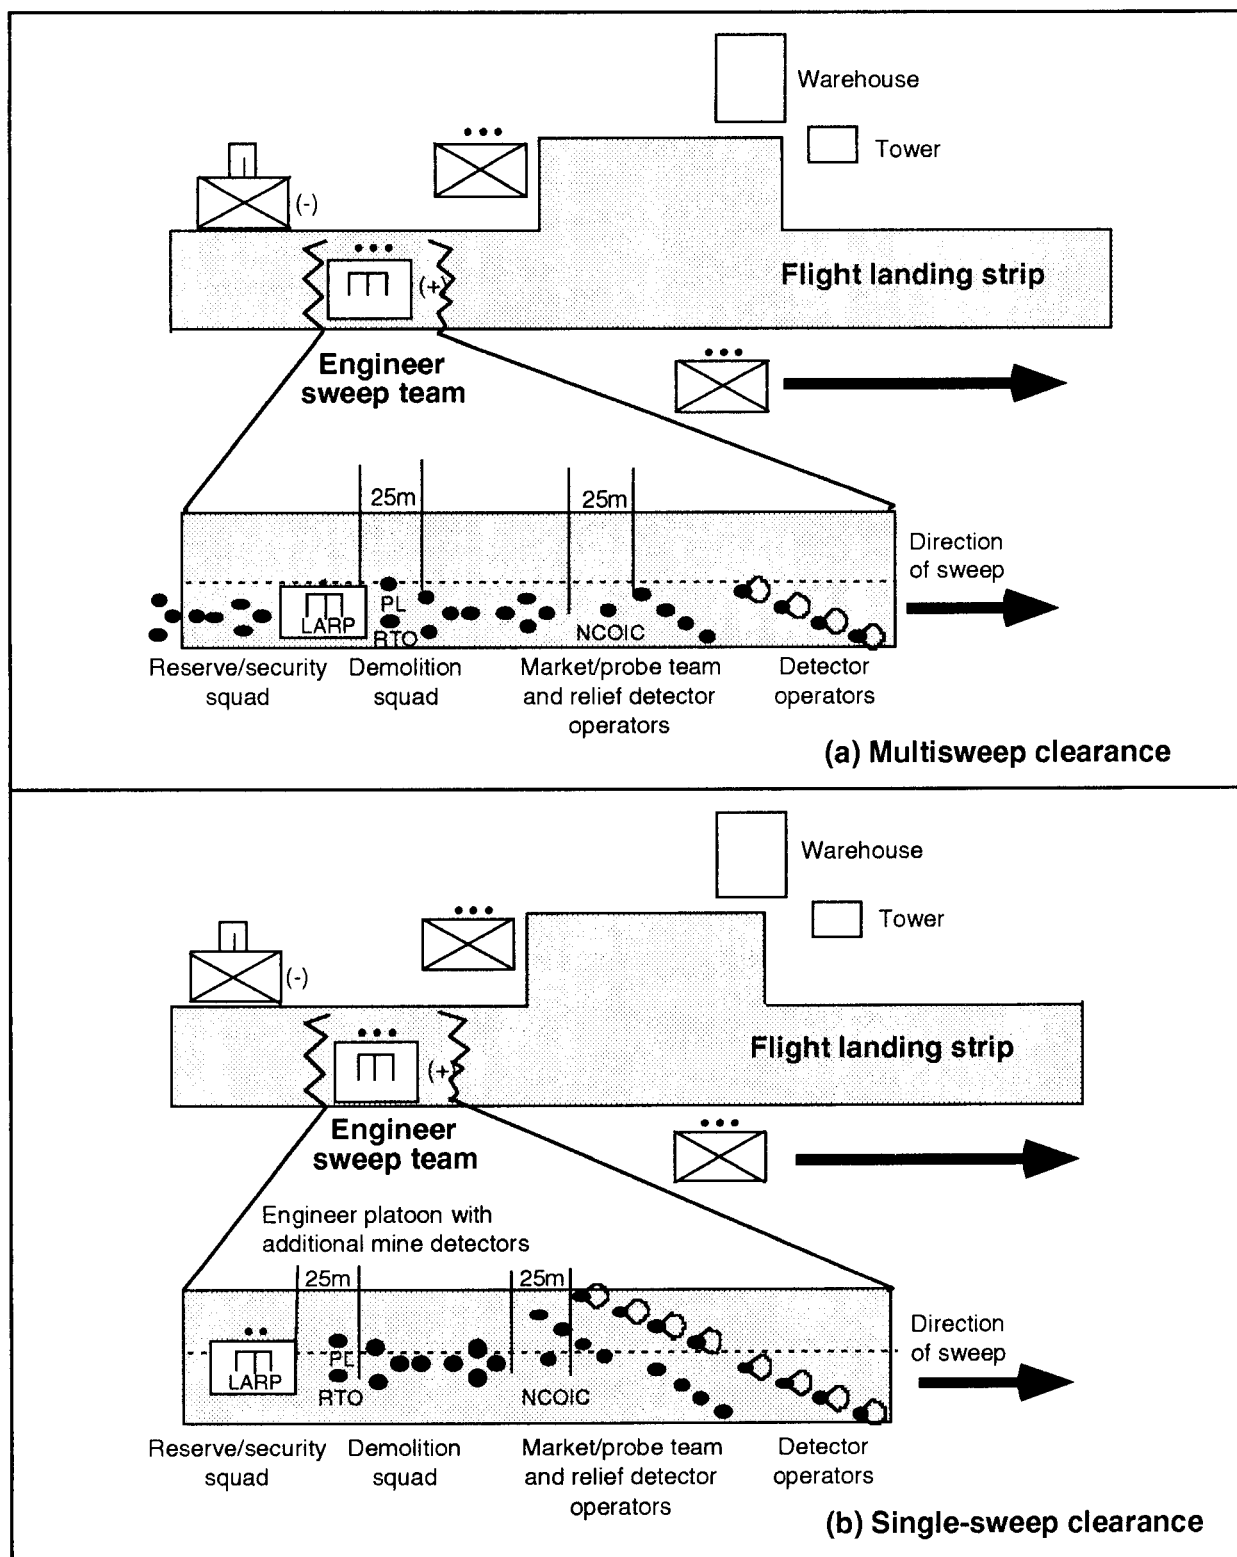 Warehouse
Tower
(-)
(+)
Flight landing strip
Engineer
sweep team
25m
25m
Direction
of sweep
PL
LARP
RTO
NCOIC
Reserve/security
squad
Demolition
squad
Market/probe team
and relief detector
operators
Detector
operators
(a) Multisweep clearance
Warehouse
Tower
(-)
Flight landing strip
(+)
Engineer
sweep team
Engineer platoon with
additional mine detectors
25m
25m
Direction
of sweep
PL
LARP
RTO
NCOIC
Reserve/security
squad
Demolition
squad
Market/probe team
and relief detector
operators
Detector
operators
(b) Single-sweep clearance